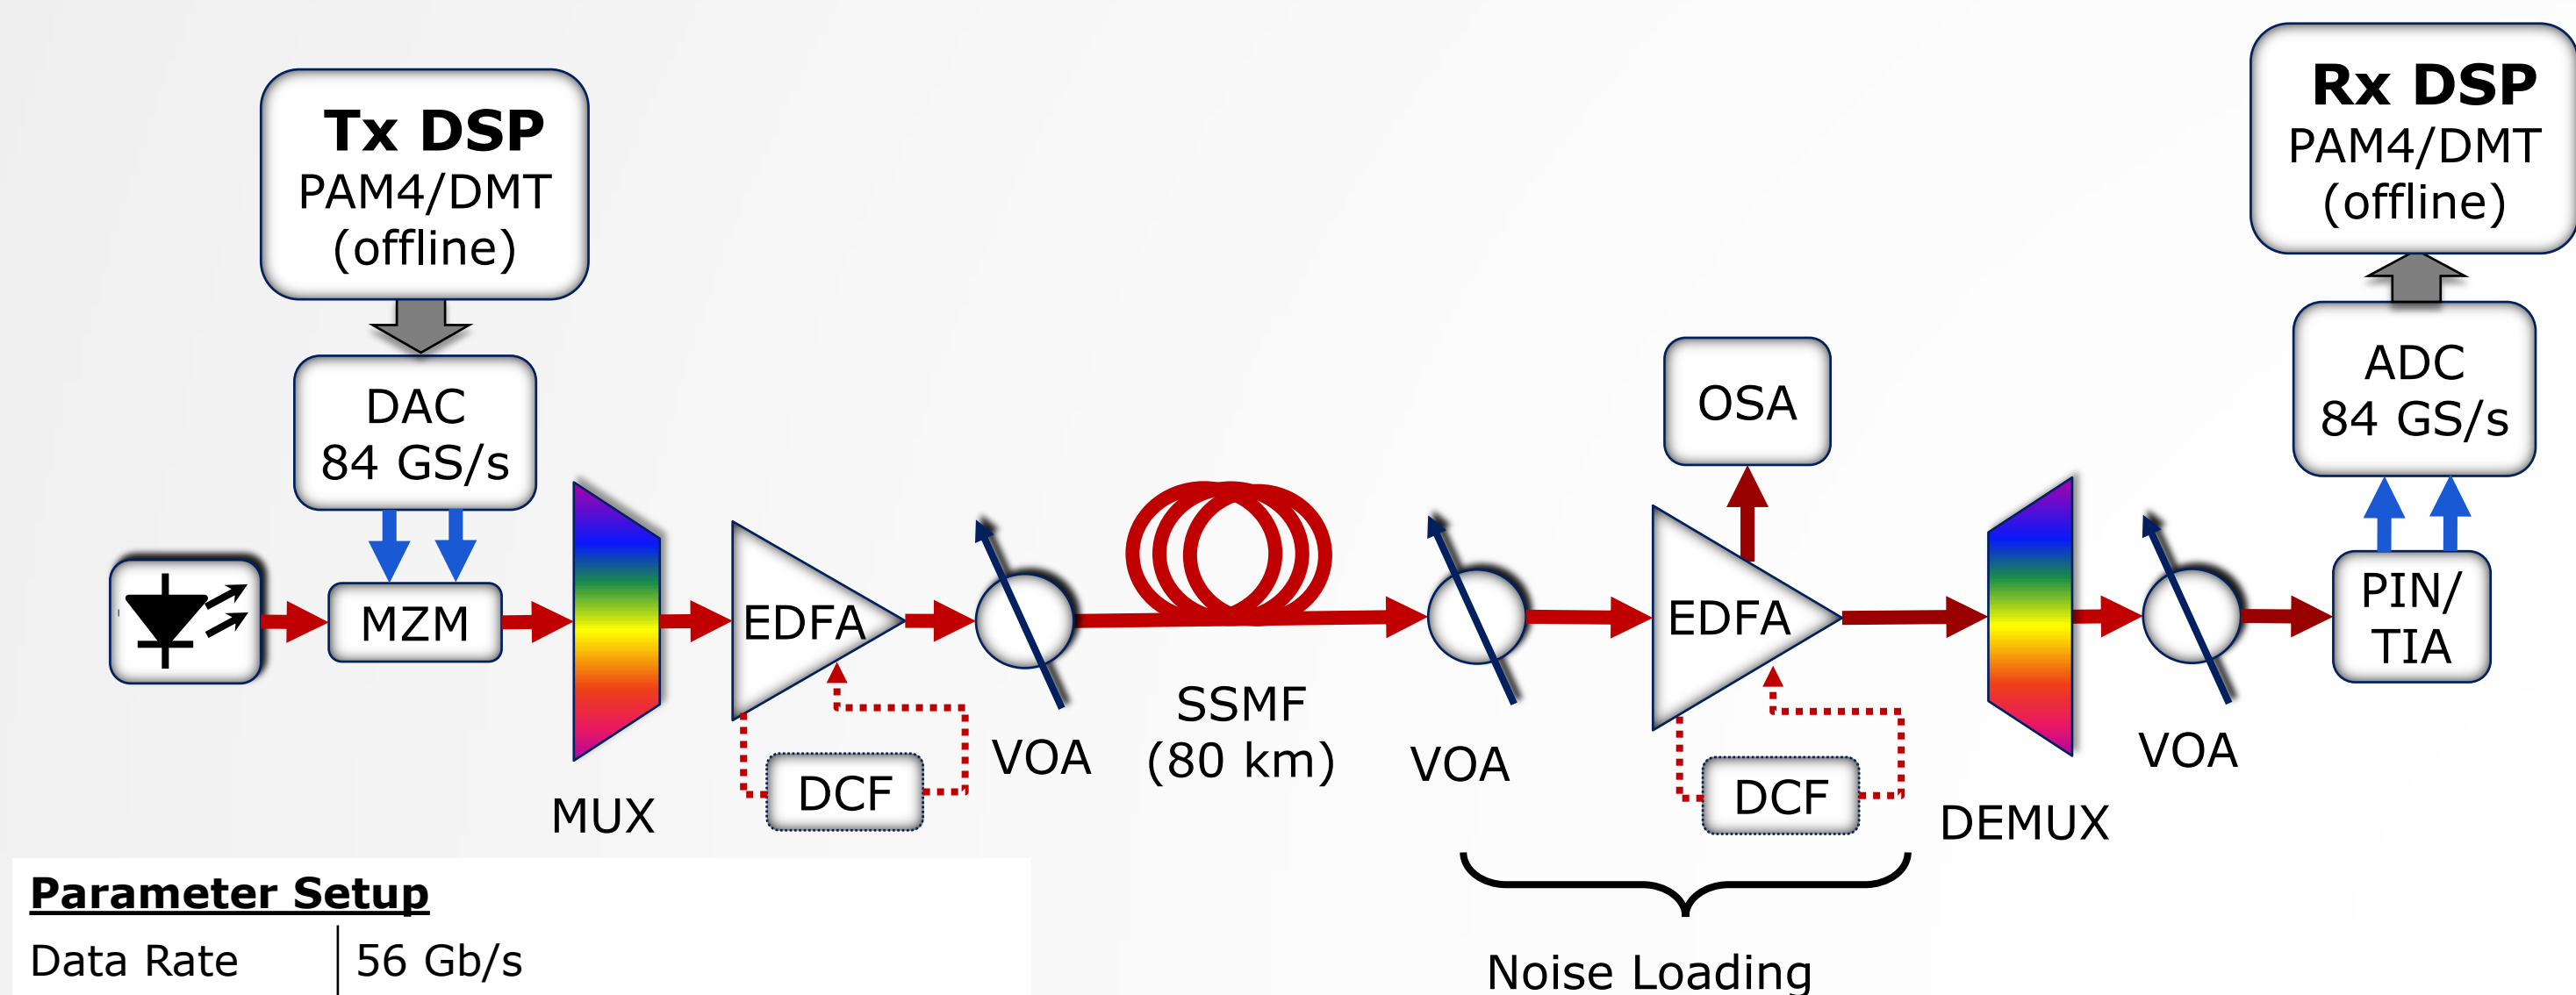 Tx DSP
PAM4/DMT
(offline)
Rx DSP
PAM4/DMT
(offline)
DAC
84 GS/s
OSA
ADC
84 GS/s
MZM
EDFA
EDFA
PIN/
TIA
SSMF
(80 km)
VOA
VOA
VOA
DCF
DCF
MUX
DEMUX
Parameter Setup
Data Rate
56 Gb/s
Noise Loading